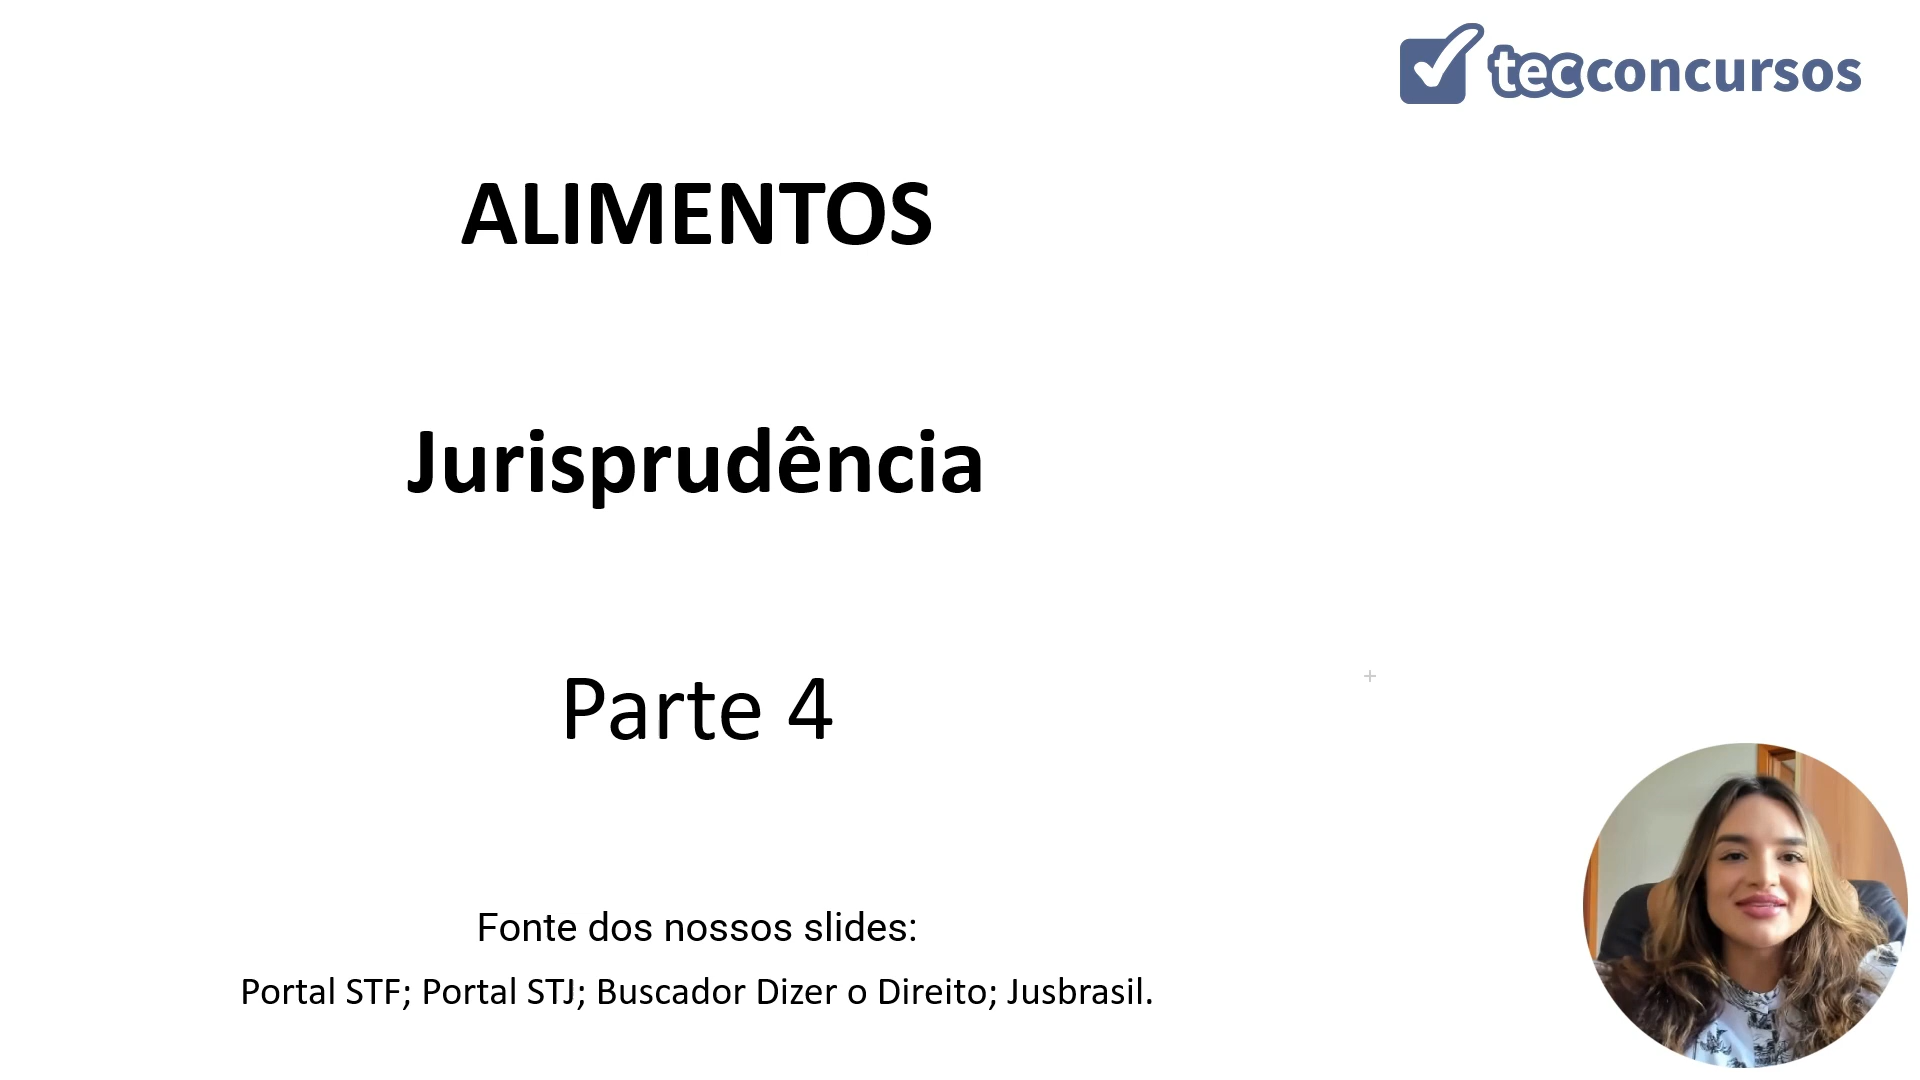 tecconcursos
ALIMENTOS
Jurisprudência
Parte 4
Fonte dos nossos slides:
Portal STF; Portal STJ; Buscador Dizer o Direito; Jusbrasil.